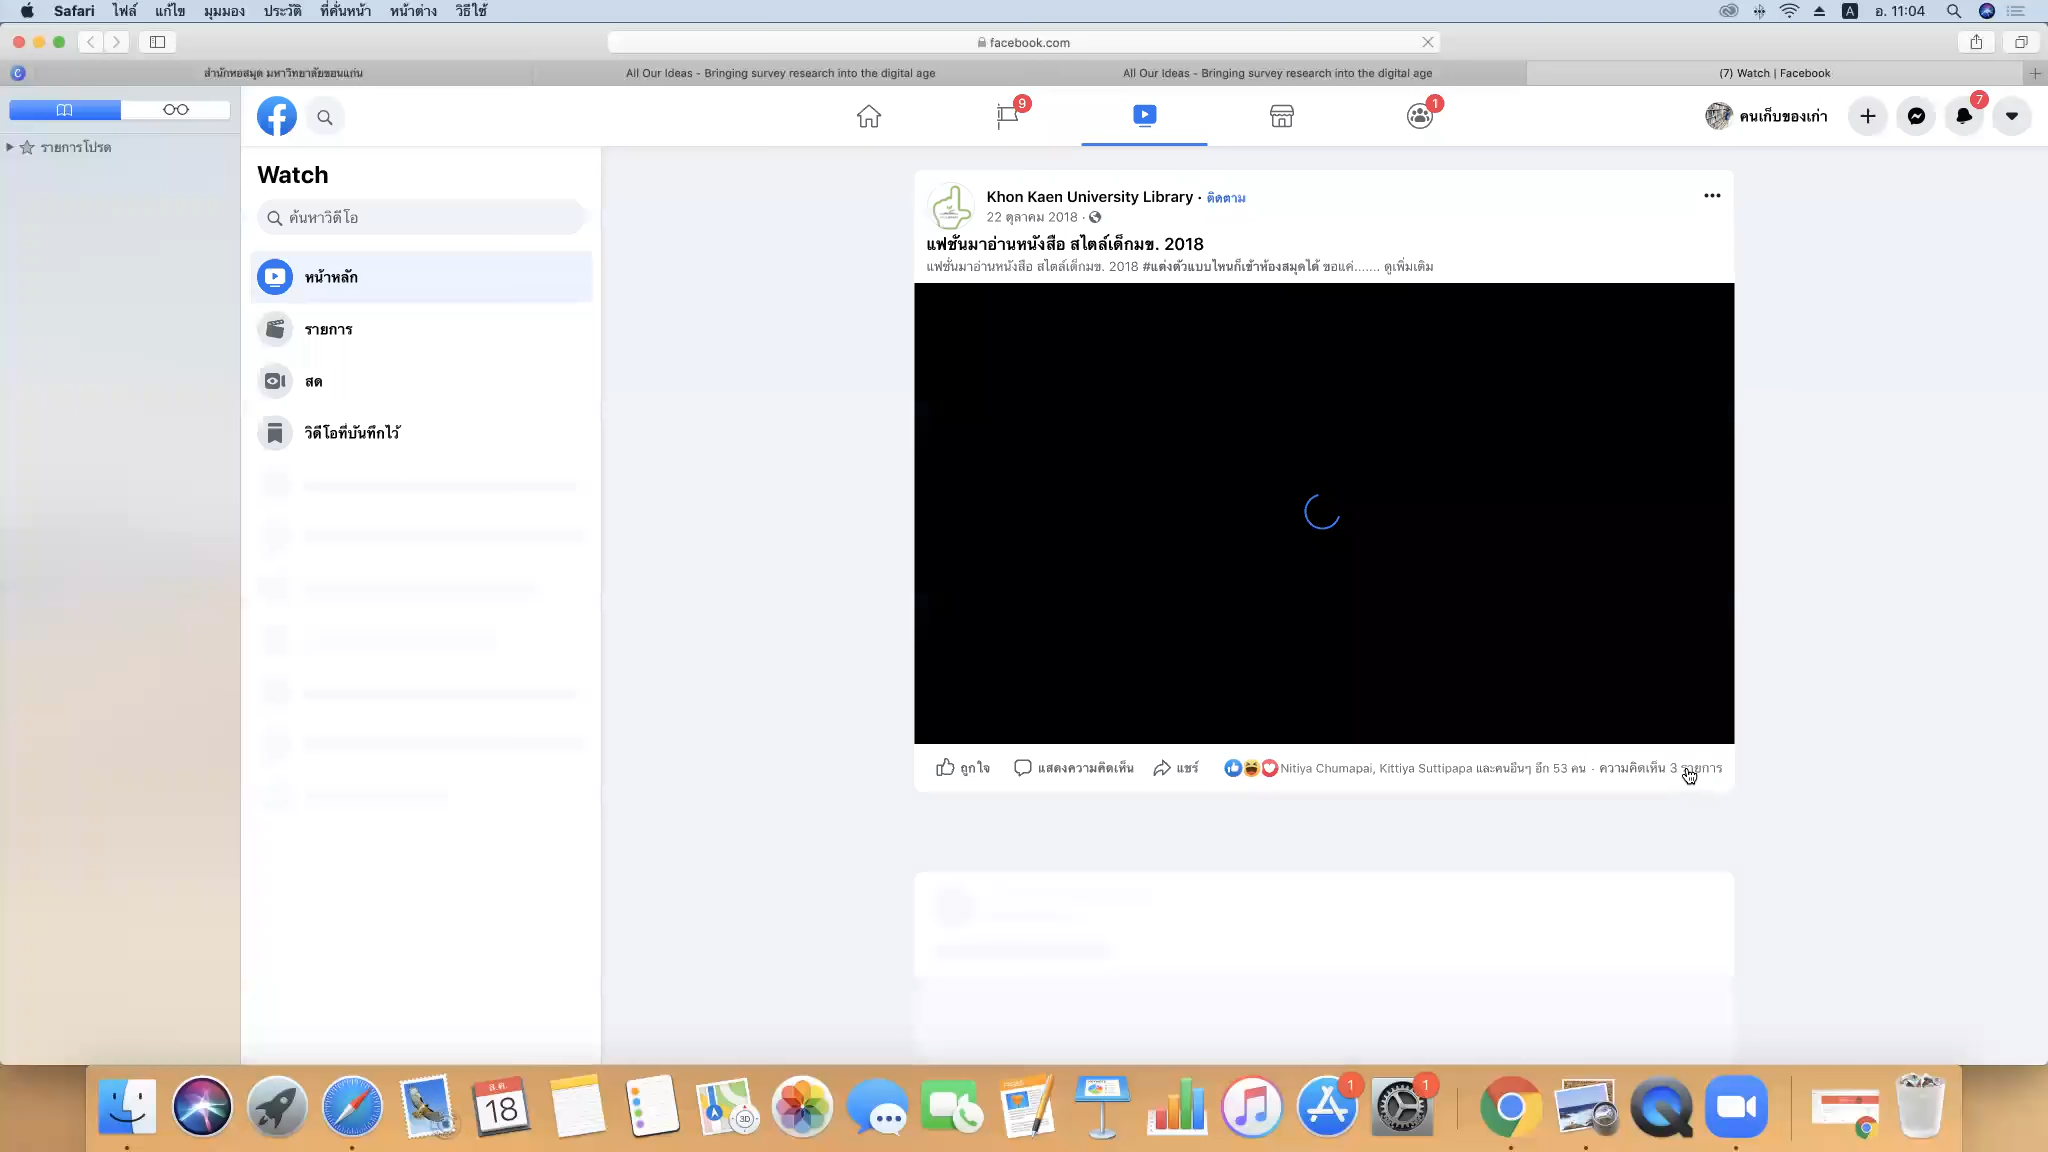 Safari ไฟล์ แก้ไข มุมมอง ประวัติ ที่คั่นหน้า หน้าต่าง วิธีใช้
A อ. 11:04
facebook.com
C สำนักหอสมุด มหาวิทยาลัยขอนแก่น
All Our Ideas - Bringing survey research into the digital age
All Our Ideas - Bringing survey research into the digital age
(7) Watch | Facebook
9
1
คนเก็บของเก่า
7
รายการโปรด
Watch
ค้นหาวิดีโอ
หน้าหลัก
รายการ
สด
วิดีโอที่บันทึกไว้
Khon Kaen University Library · ติดตาม
22 ตุลาคม 2018 ·
แฟชั่นมาอ่านหนังสือ สไตล์เด็กมข. 2018
แฟชั่นมาอ่านหนังสือ สไตล์เด็กมข. 2018 #แต่งตัวแบบไหนก็เข้าห้องสมุดได้ ขอแค่....... ดูเพิ่มเติม
ถูกใจ แสดงความคิดเห็น แชร์ Nitiya Chumapai, Kittiya Suttipapa และคนอื่นๆ อีก 53 คน · ความคิดเห็น 3 รายการ
ส.ค.
18
3D
1
1